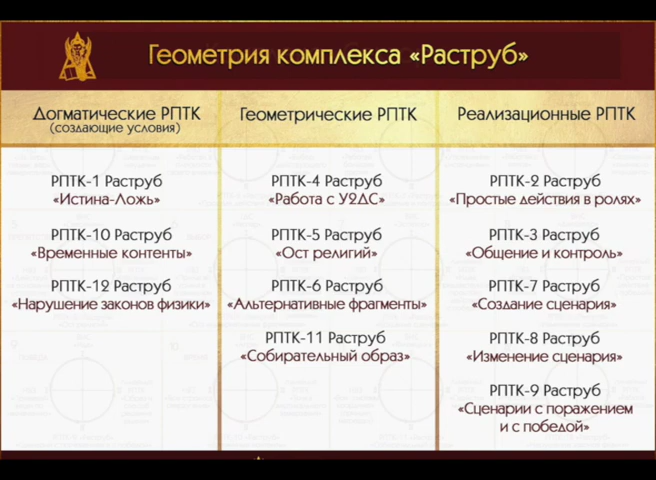 Геометрия комплекса «Раструб»
Догматические РПТК
(создающие условия)
Геометрические РПТК
Реализационные РПТК
РПТК-1 Раструб
«Истина-Ложь»
РПТК-10 Раструб
«Временные контенты»
РПТК-12 Раструб
«Нарушение законов физики»
РПТК-4 Раструб
«Работа с У2ДС»
РПТК-5 Раструб
«Ост религий»
РПТК-6 Раструб
«Альтернативные фрагменты»
РПТК-11 Раструб
«Собирательный образ»
РПТК-2 Раструб
«Простые действия в ролях»
РПТК-3 Раструб
«Общение и контроль»
РПТК-7 Раструб
«Создание сценария»
РПТК-8 Раструб
«Изменение сценария»
РПТК-9 Раструб
«Сценарии с поражением
и с победой»